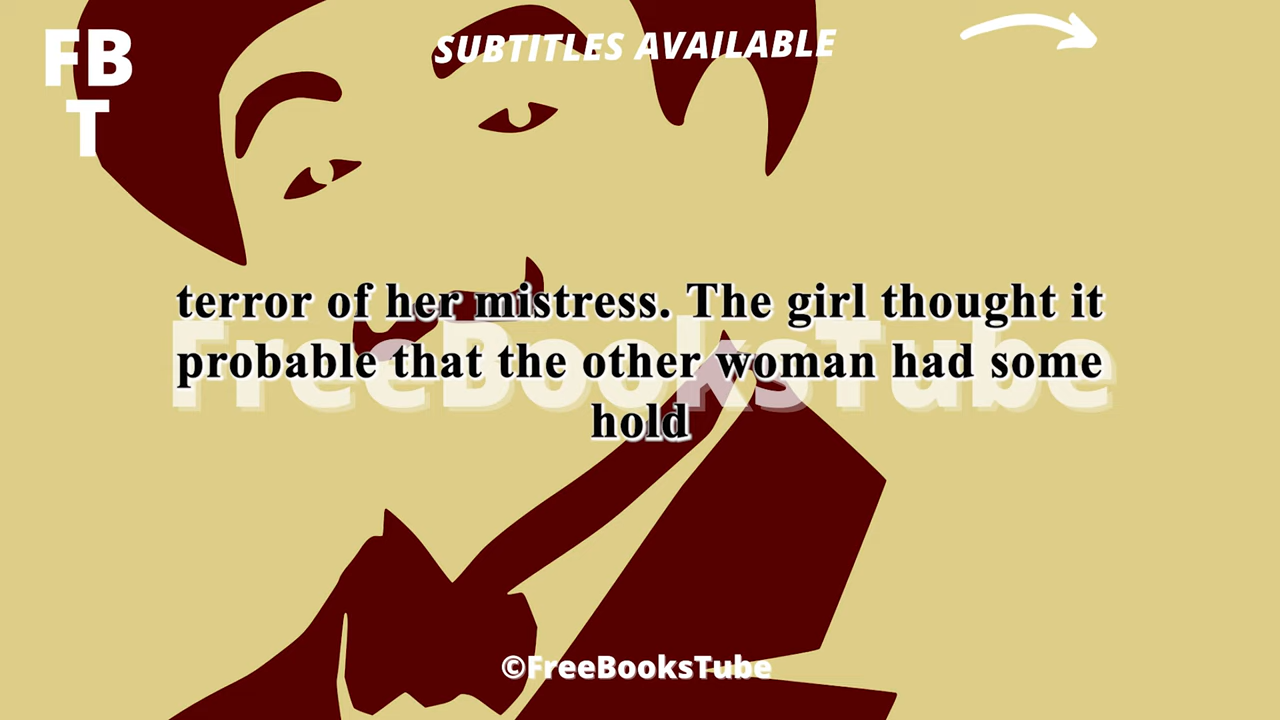 FB
T
SUBTITLES AVAILABLE
terror of her mistress. The girl thought it
probable that the other woman had some
hold
FreeBooksTube
©FreeBooksTube